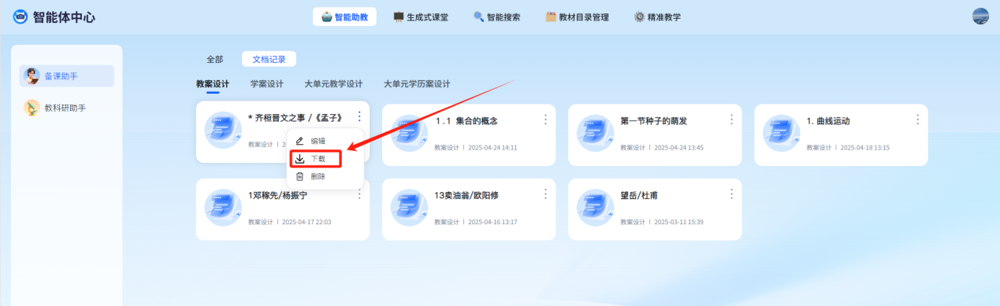 智能体中心
智能助教 生成式课堂 智能搜索 教材目录管理 精准教学
全部 文档记录
备课助手
教科研助手
教案设计 学案设计 大单元教学设计 大单元学历案设计
* 齐桓晋文之事 /《孟子》
教案设计 | 2
编辑
下载
删除
1.1 集合的概念
教案设计 | 2025-04-24 14:11
第一节种子的萌发
教案设计 | 2025-04-24 13:45
1. 曲线运动
教案设计 | 2025-04-18 13:15
1邓稼先/杨振宁
教案设计 | 2025-04-17 22:03
13卖油翁/欧阳修
教案设计 | 2025-04-16 13:17
望岳/杜甫
教案设计 | 2025-03-11 15:39